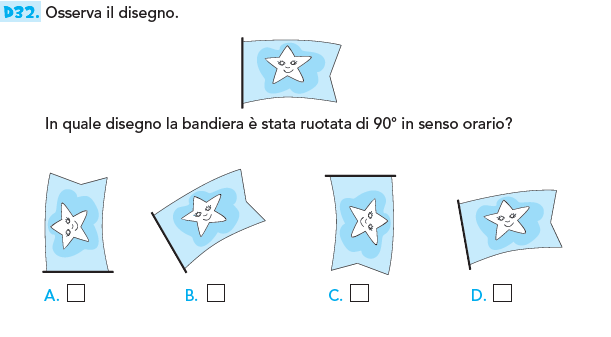 D32. Osserva il disegno.
In quale disegno la bandiera è stata ruotata di 90° in senso orario?
A. B. C. D.